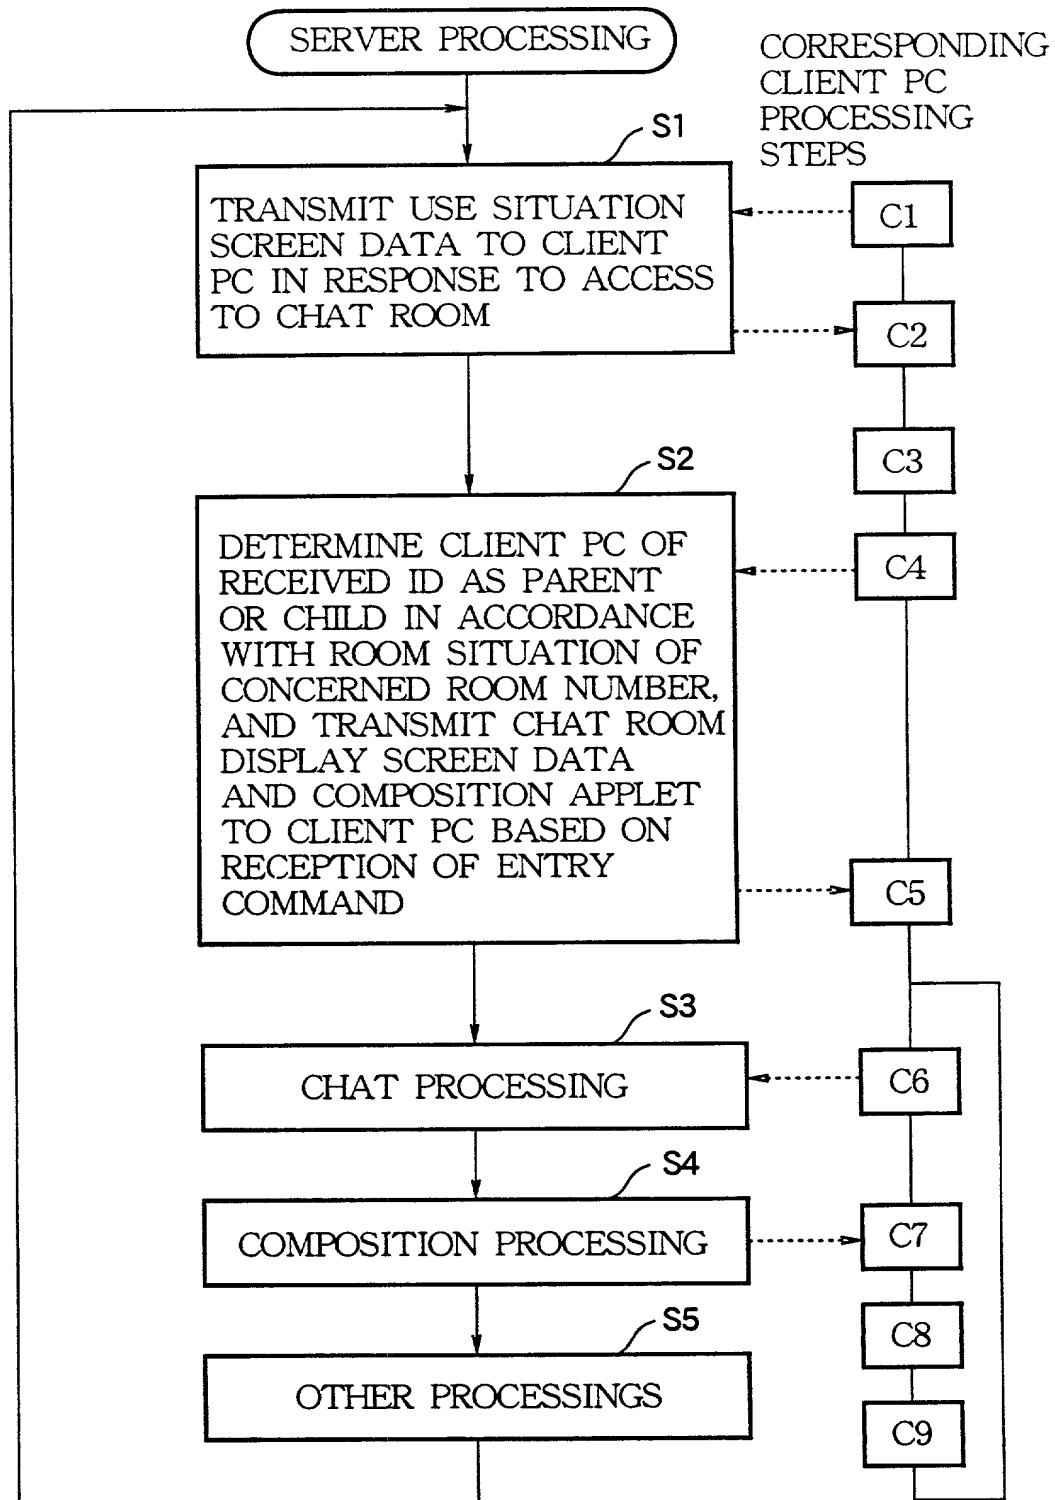 SERVER PROCESSING
CORRESPONDING
CLIENT PC
PROCESSING
STEPS
S1
TRANSMIT USE SITUATION
SCREEN DATA TO CLIENT
PC IN RESPONSE TO ACCESS
TO CHAT ROOM
C1
C2
C3
S2
DETERMINE CLIENT PC OF
RECEIVED ID AS PARENT
OR CHILD IN ACCORDANCE
WITH ROOM SITUATION OF
CONCERNED ROOM NUMBER,
AND TRANSMIT CHAT ROOM
DISPLAY SCREEN DATA
AND COMPOSITION APPLET
TO CLIENT PC BASED ON
RECEPTION OF ENTRY
COMMAND
C4
C5
S3
CHAT PROCESSING
C6
S4
COMPOSITION PROCESSING
C7
C8
S5
OTHER PROCESSINGS
C9